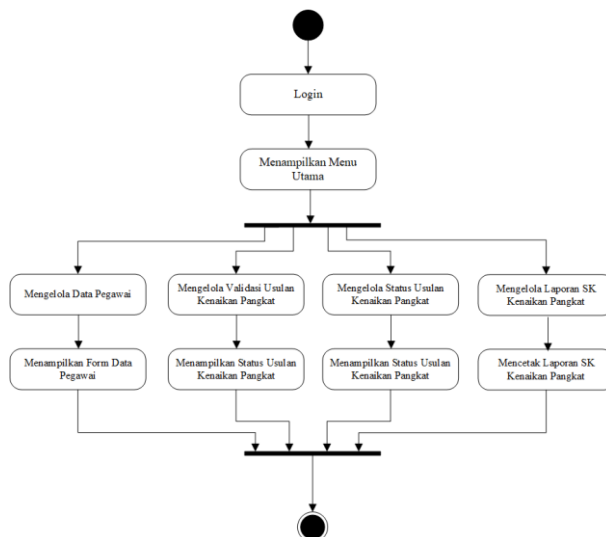 Login
Menampilkan Menu
Utama
Mengelola Data Pegawai
Mengelola Validasi Usulan
Kenaikan Pangkat
Mengelola Status Usulan
Kenaikan Pangkat
Mengelola Laporan SK
Kenaikan Pangkat
Menampilkan Form Data
Pegawai
Menampilkan Status Usulan
Kenaikan Pangkat
Menampilkan Status Usulan
Kenaikan Pangkat
Mencetak Laporan SK
Kenaikan Pangkat